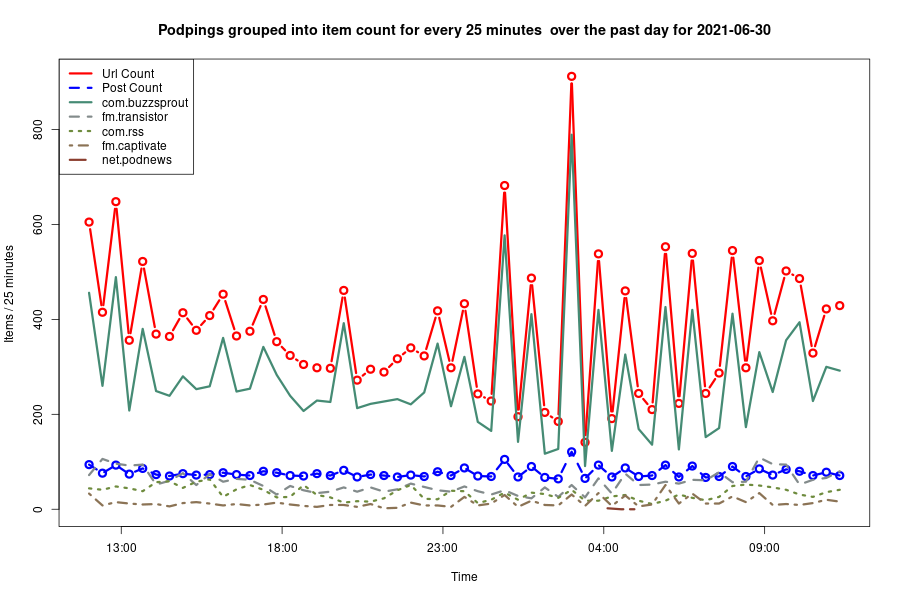 Podpings grouped into item count for every 25 minutes  over the past day for 2021-06-30
Url Count
Post Count
com.buzzsprout
fm.transistor
com.rss
fm.captivate
net.podnews
Items / 25 minutes
800
600
400
200
0
13:00
18:00
23:00
04:00
09:00
Time